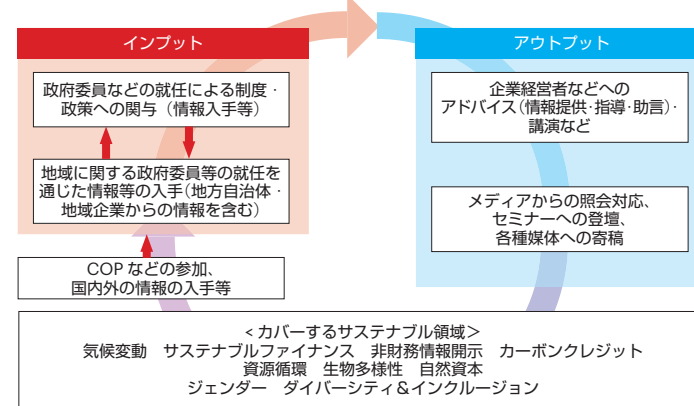 インプット
政府委員などの就任による制度・
政策への関与（情報入手等）
地域に関する政府委員等の就任を
通じた情報等の入手（地方自治体・
地域企業からの情報を含む）
COP などの参加、
国内外の情報の入手等
アウトプット
企業経営者などへの
アドバイス（情報提供・指導・助言）・
講演など
メディアからの照会対応、
セミナーへの登壇、
各種媒体への寄稿
＜カバーするサステナブル領域＞
気候変動　サステナブルファイナンス　非財務情報開示　カーボンクレジット
資源循環　生物多様性　自然資本
ジェンダー　ダイバーシティ＆インクルージョン